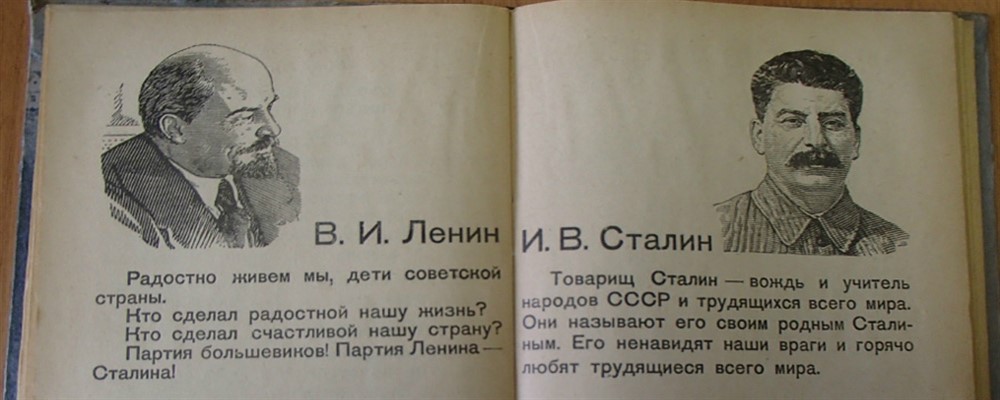 В. И. Ленин
Радостно живем мы, дети советской
страны.
Кто сделал радостной нашу жизнь?
Кто сделал счастливой нашу страну?
Партия большевиков! Партия Ленина —
Сталина!
И. В. Сталин
Товарищ Сталин — вождь и учитель
народов СССР и трудящихся всего мира.
Они называют его своим родным Стали-
ным. Его ненавидят наши враги и горячо
любят трудящиеся всего мира.